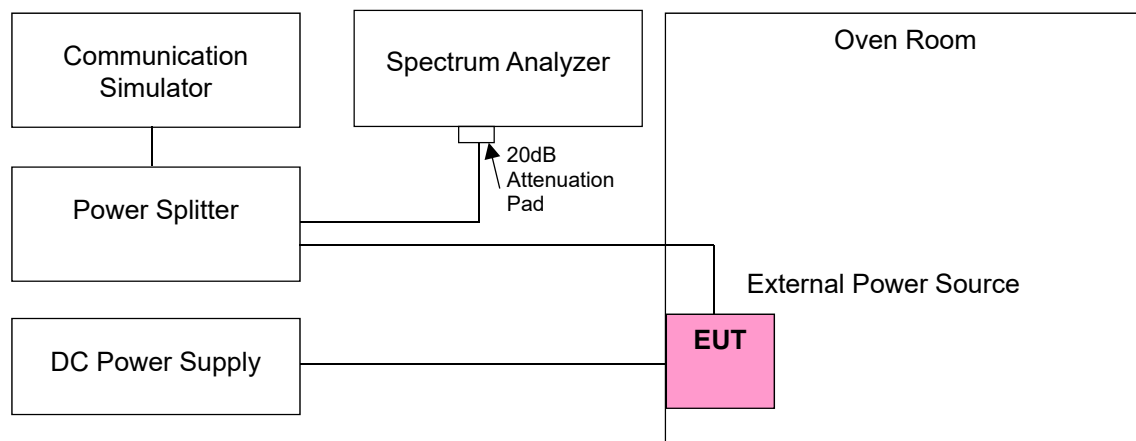 Communication
Simulator
Spectrum Analyzer
Oven Room
20dB
Attenuation
Pad
Power Splitter
External Power Source
EUT
DC Power Supply